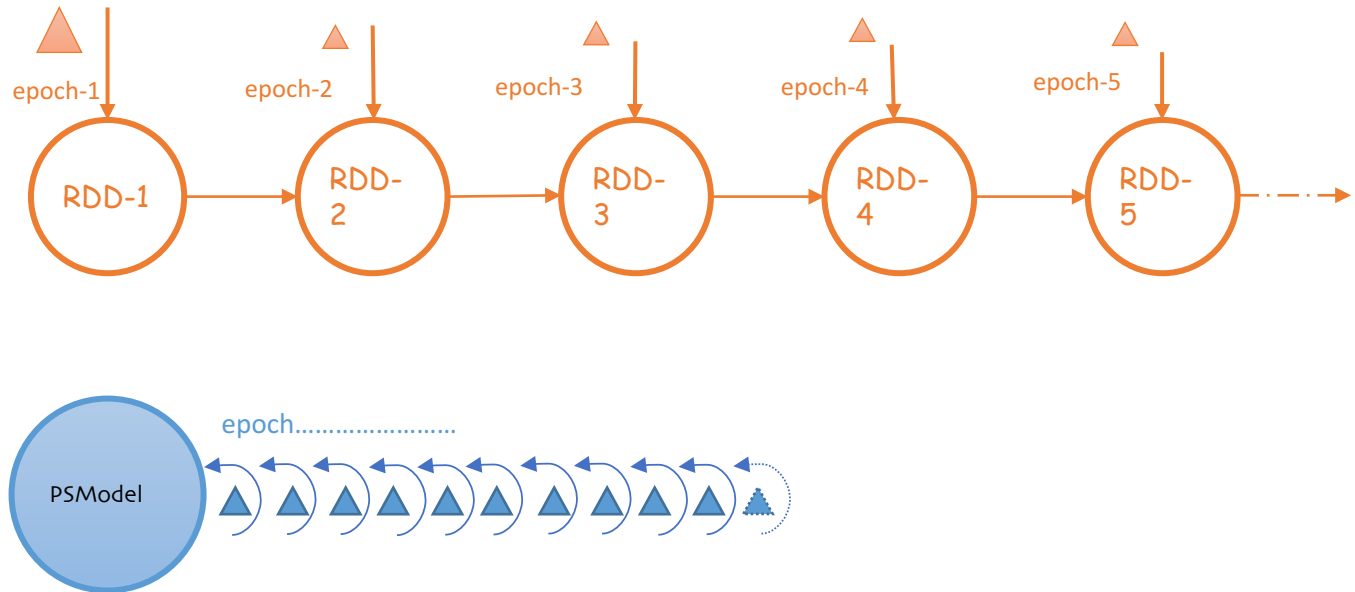 epoch-1
epoch-2
epoch-3
epoch-4
epoch-5
RDD-1
RDD-
2
RDD-
3
RDD-
4
RDD-
5
epoch……………………
PSModel